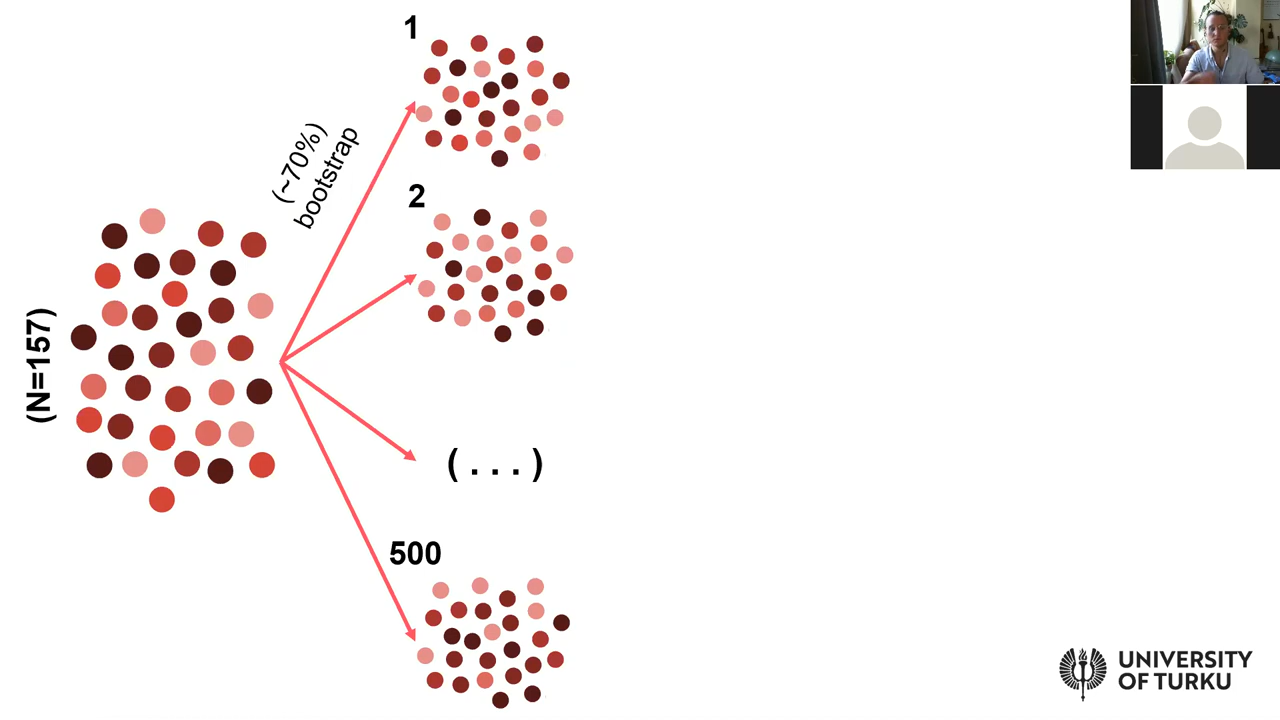 1
(~70%)
bootstrap
2
(N=157)
(...)
500
UNIVERSITY
OF TURKU